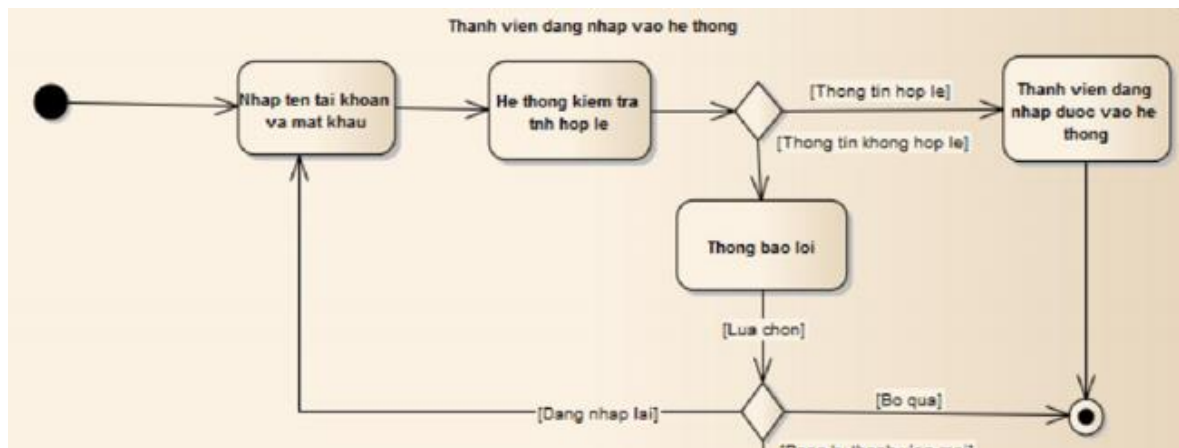 Thanh vien dang nhap vao he thong
Nhap ten tai khoan
va mat khau
He thong kiem tra
tnh hop le
[Thong tin hop le]
Thanh vien dang
nhap duoc vao he
thong
[Thong tin khong hop le]
Thong bao loi
[Lua chon]
[Dang nhap lai]
[Bo qua]